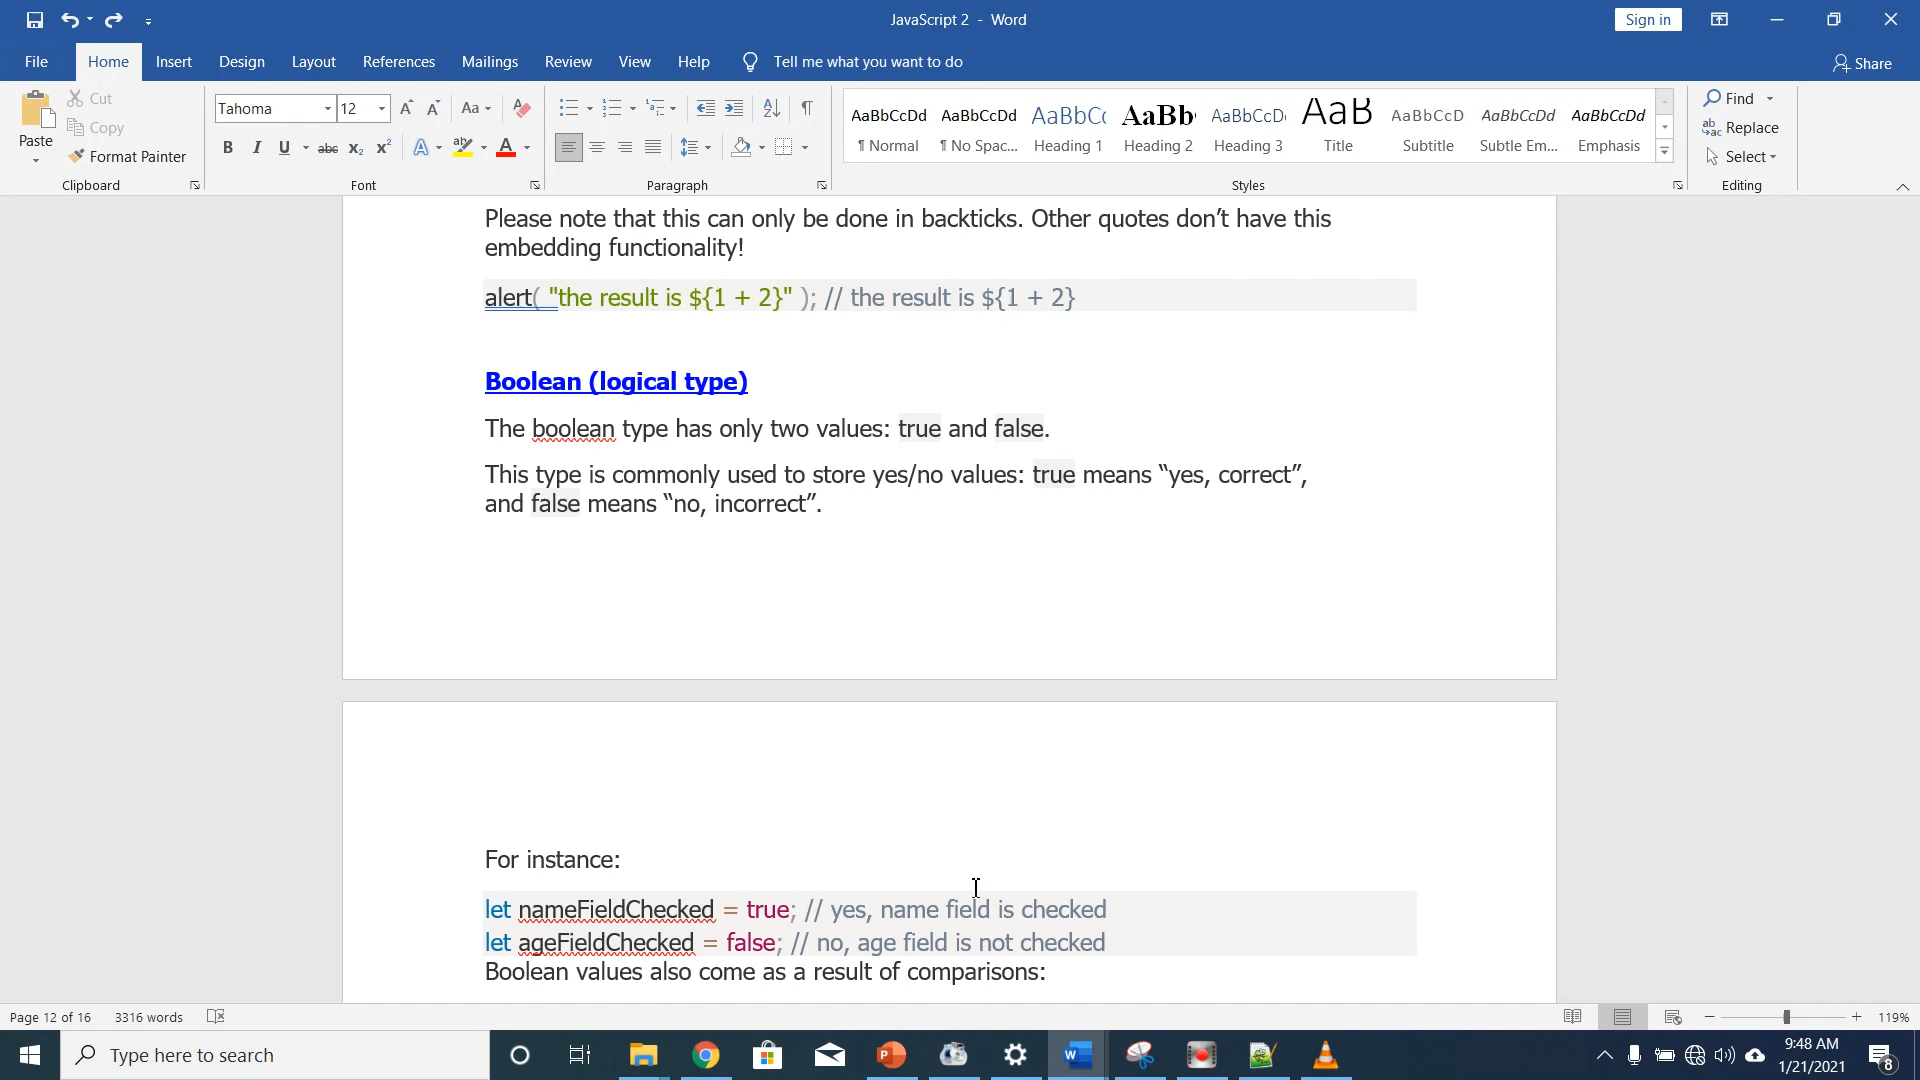 JavaScript 2 - Word
Sign in
File Home Insert Design Layout References Mailings Review View Help Tell me what you want to do Share
Paste
Cut
Copy
Format Painter
Clipboard
Tahoma 12
Font
Paragraph
AaBbCcDd AaBbCcDd AaBbC AaBb AaBbCcD AaB AaBbCcD AaBbCcDd AaBbCcDd
¶ Normal ¶ No Spac... Heading 1 Heading 2 Heading 3 Title Subtitle Subtle Em... Emphasis
Styles
Find
Replace
Select
Editing
Please note that this can only be done in backticks. Other quotes don’t have this
embedding functionality!
alert( "the result is ${1 + 2}" ); // the result is ${1 + 2}
Boolean (logical type)
The boolean type has only two values: true and false.
This type is commonly used to store yes/no values: true means “yes, correct”,
and false means “no, incorrect”.
For instance:
let nameFieldChecked = true; // yes, name field is checked
let ageFieldChecked = false; // no, age field is not checked
Boolean values also come as a result of comparisons:
Page 12 of 16 3316 words 119%
Type here to search
9:48 AM
1/21/2021
8